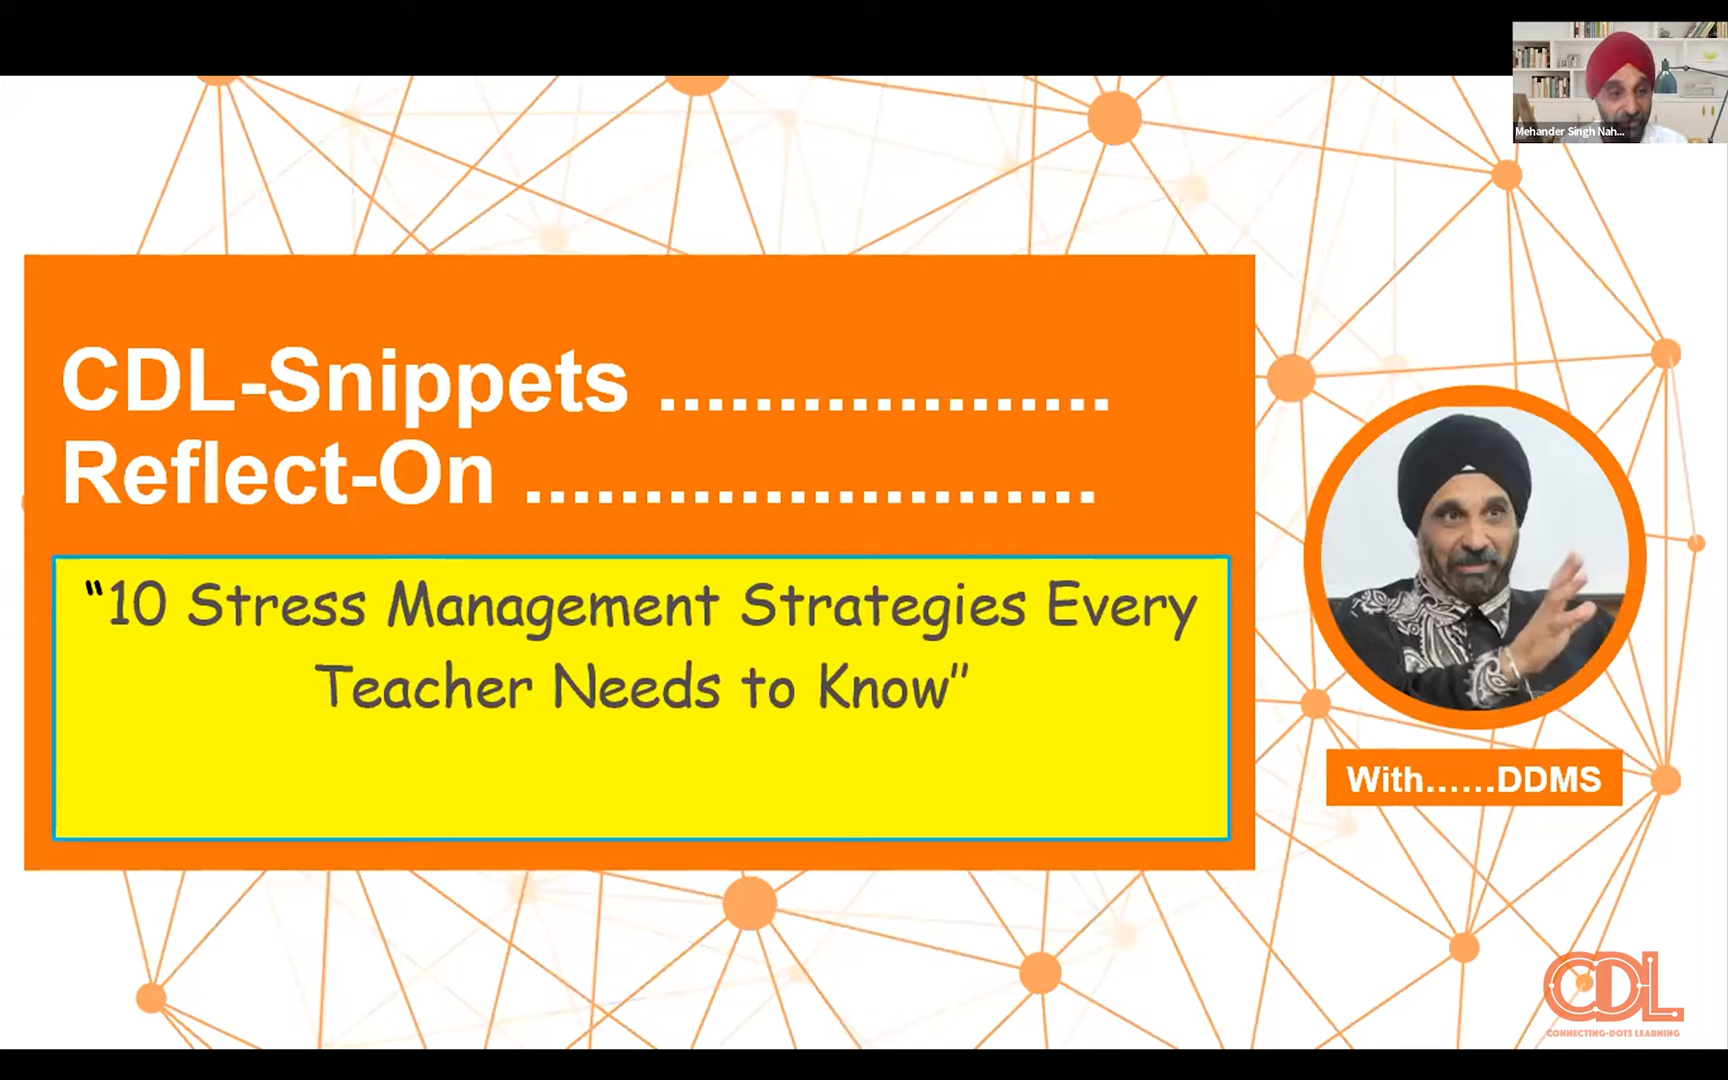 Mehander Singh Nah...
CDL-Snippets ...................
Reflect-On ........................
“10 Stress Management Strategies Every
Teacher Needs to Know”
With......DDMS
CDL
CONNECTING-DOTS LEARNING